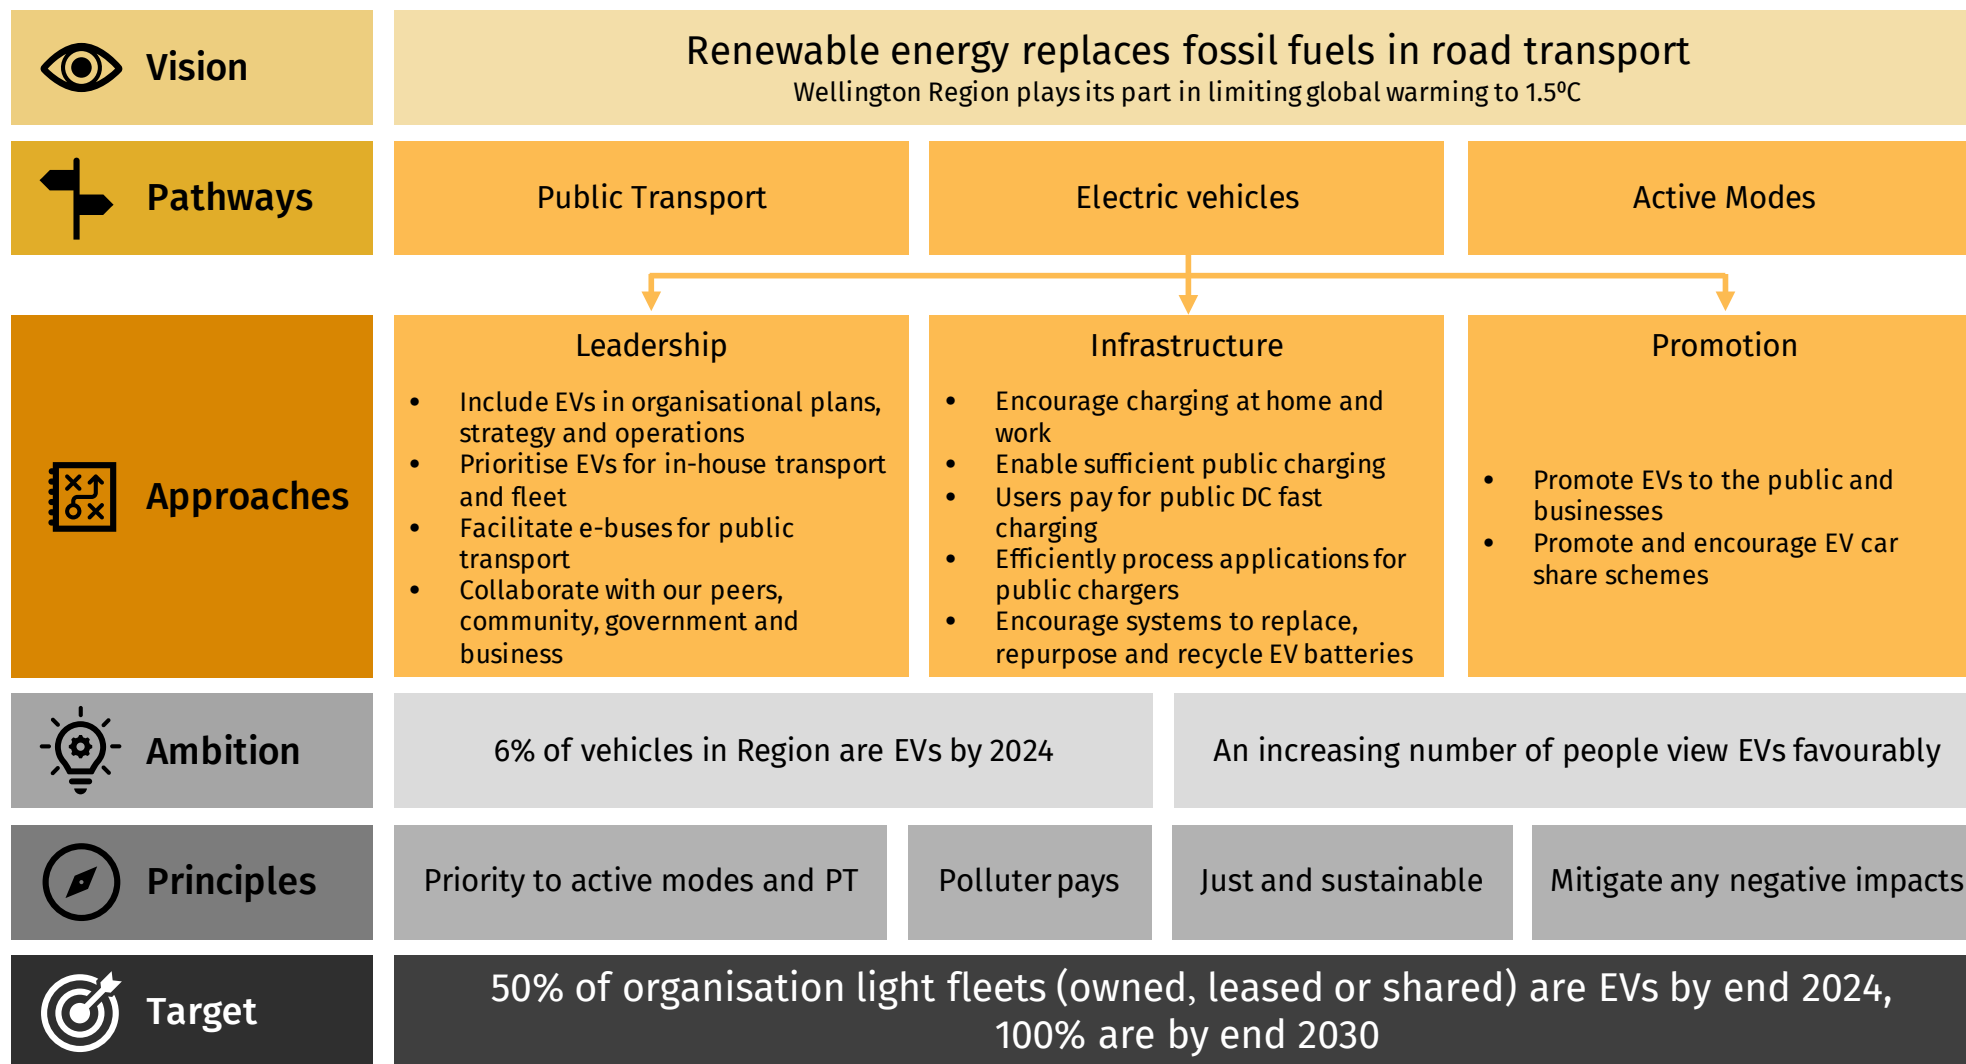 Vision
Renewable energy replaces fossil fuels in road transport
Wellington Region plays its part in limiting global warming to 1.5⁰C
Pathways
Public Transport
Electric vehicles
Active Modes
Approaches
Leadership
• Include EVs in organisational plans,
strategy and operations
• Prioritise EVs for in-house transport
and fleet
• Facilitate e-buses for public
transport
• Collaborate with our peers,
community, government and
business
Infrastructure
• Encourage charging at home and
work
• Enable sufficient public charging
• Users pay for public DC fast
charging
• Efficiently process applications for
public chargers
• Encourage systems to replace,
repurpose and recycle EV batteries
Promotion
• Promote EVs to the public and
businesses
• Promote and encourage EV car
share schemes
Ambition
6% of vehicles in Region are EVs by 2024
An increasing number of people view EVs favourably
Principles
Priority to active modes and PT
Polluter pays
Just and sustainable
Mitigate any negative impacts
Target
50% of organisation light fleets (owned, leased or shared) are EVs by end 2024,
100% are by end 2030